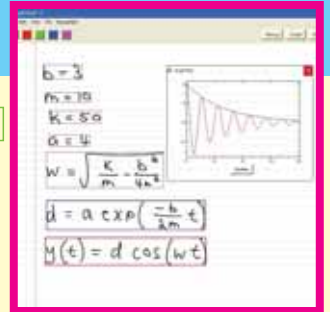 b = 3
m = 10
k = 50
a = 4
w = √(k/m - b²/4m²)
d = a exp(-b/2m t)
y(t) = d cos(wt)